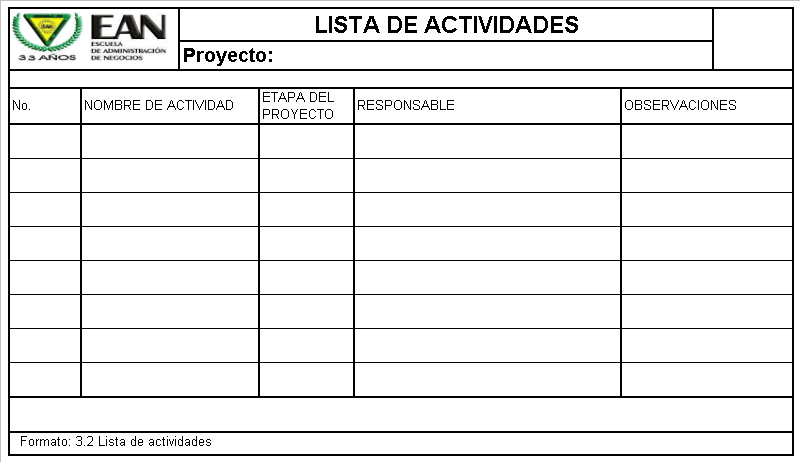 EAN
EAN
ESCUELA
DE ADMINISTRACIÓN
DE NEGOCIOS
33 AÑOS
LISTA DE ACTIVIDADES
Proyecto:
No.
NOMBRE DE ACTIVIDAD
ETAPA DEL
PROYECTO
RESPONSABLE
OBSERVACIONES
Formato: 3.2 Lista de actividades